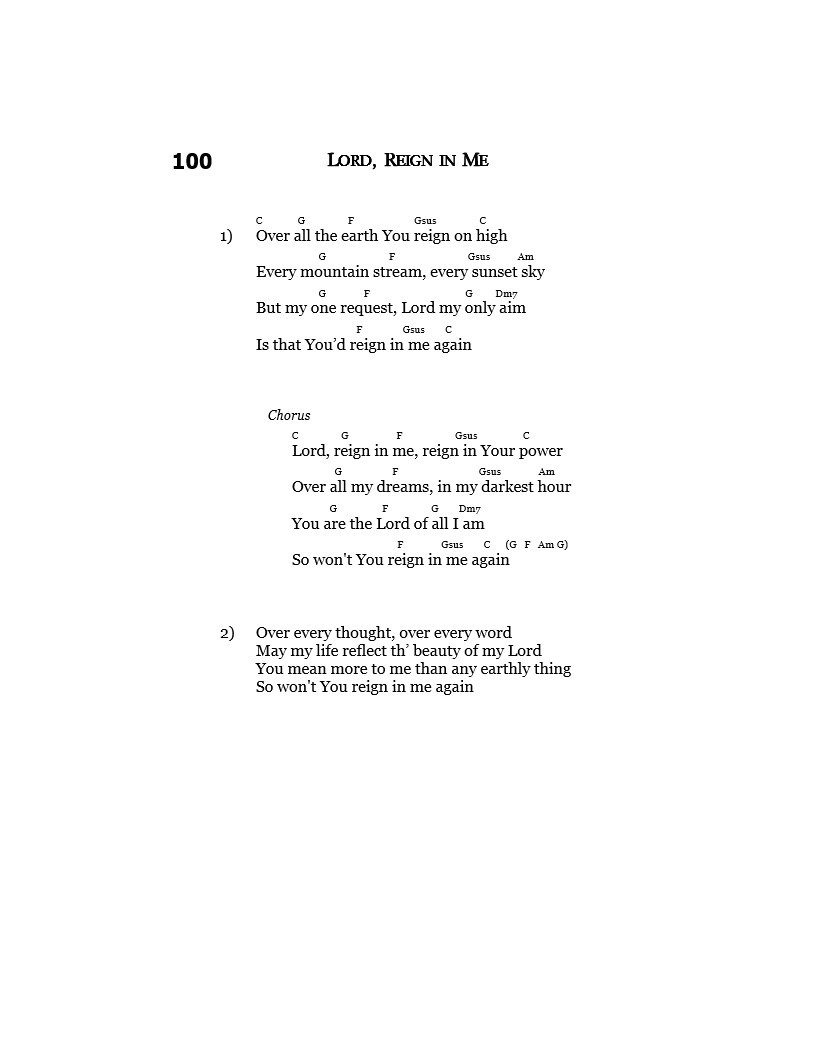 100 LORD, REIGN IN ME
C G F Gsus C
1) Over all the earth You reign on high
G F Gsus Am
Every mountain stream, every sunset sky
G F G Dm7
But my one request, Lord my only aim
F Gsus C
Is that You’d reign in me again
Chorus
C G F Gsus C
Lord, reign in me, reign in Your power
G F Gsus Am
Over all my dreams, in my darkest hour
G F G Dm7
You are the Lord of all I am
F Gsus C (G F Am G)
So won't You reign in me again
2) Over every thought, over every word
May my life reflect th’ beauty of my Lord
You mean more to me than any earthly thing
So won't You reign in me again